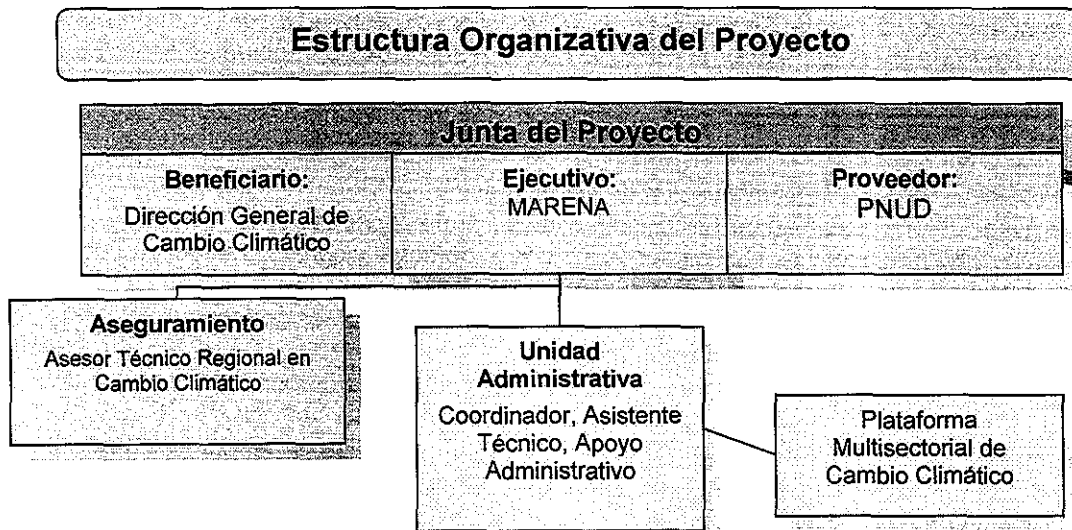 Estructura Organizativa del Proyecto
Junta del Proyecto
Beneficiario:
Dirección General de
Cambio Climático
Ejecutivo:
MARENA
Proveedor:
PNUD
Aseguramiento
Asesor Técnico Regional en
Cambio Climático
Unidad
Administrativa
Coordinador, Asistente
Técnico, Apoyo
Administrativo
Plataforma
Multisectorial de
Cambio Climático